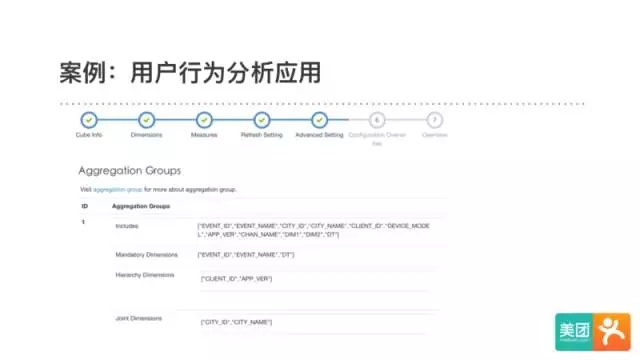 案例：用户行为分析应用
Cube Info
Dimensions
Measures
Refresh Setting
Advanced Setting
6
Configuration Overwrites
7
Overview
Aggregation Groups
Visit aggregation group for more about aggregation group.
ID Aggregation Groups
1
Includes
["EVENT_ID","EVENT_NAME","CITY_ID","CITY_NAME","CLIENT_ID","DEVICE_MODE
L","APP_VER","CHAN_NAME","DIM1","DIM2","DT"]
Mandatory Dimensions ["EVENT_ID","EVENT_NAME","DT"]
Hierarchy Dimensions ["CLIENT_ID","APP_VER"]
Joint Dimensions ["CITY_ID","CITY_NAME"]
美团
meituan.com